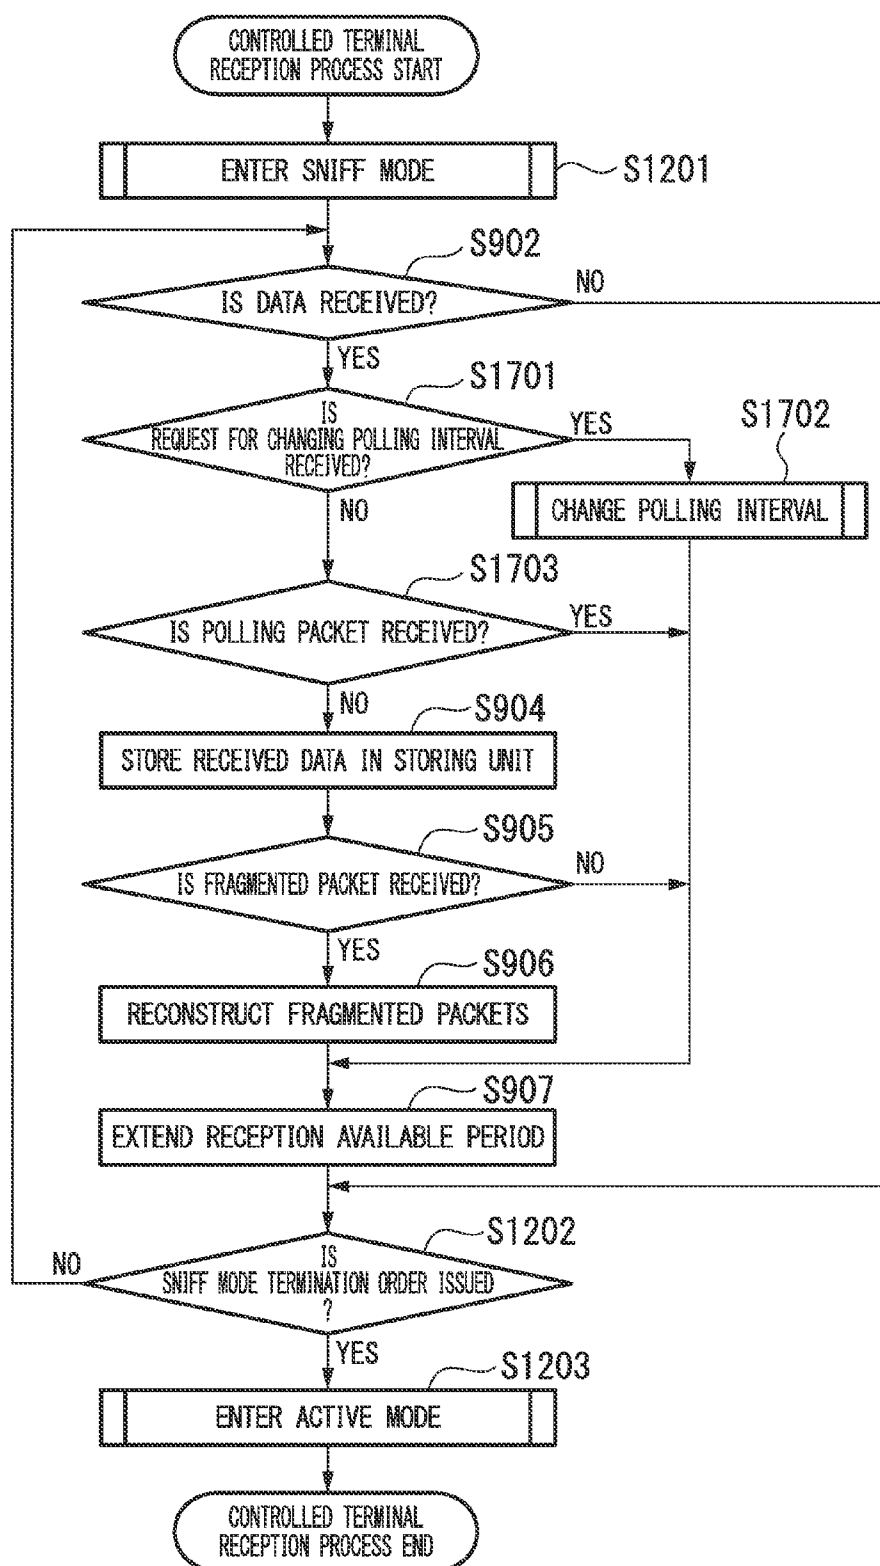 CONTROLLED TERMINAL
RECEPTION PROCESS START
ENTER SNIFF MODE
S1201
S902
IS DATA RECEIVED?
NO
YES
S1701
IS
REQUEST FOR CHANGING POLLING INTERVAL
RECEIVED?
YES
S1702
CHANGE POLLING INTERVAL
NO
S1703
IS POLLING PACKET RECEIVED?
YES
NO
S904
STORE RECEIVED DATA IN STORING UNIT
S905
IS FRAGMENTED PACKET RECEIVED?
NO
YES
S906
RECONSTRUCT FRAGMENTED PACKETS
S907
EXTEND RECEPTION AVAILABLE PERIOD
S1202
IS
SNIFF MODE TERMINATION ORDER ISSUED
?
NO
YES
S1203
ENTER ACTIVE MODE
CONTROLLED TERMINAL
RECEPTION PROCESS END